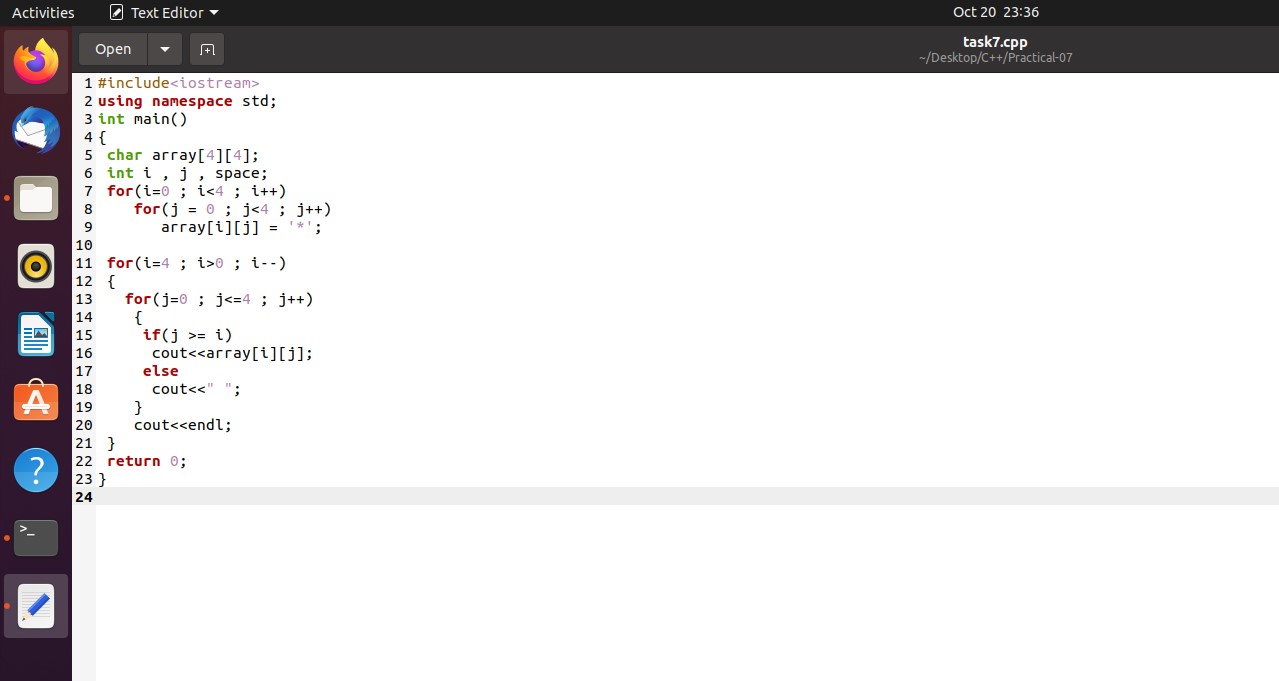 Activities Text Editor Oct 20 23:36
Open task7.cpp
~/Desktop/C++/Practical-07
1 #include<iostream>
2 using namespace std;
3 int main()
4 {
5  char array[4][4];
6  int i , j , space;
7  for(i=0 ; i<4 ; i++)
8     for(j = 0 ; j<4 ; j++)
9        array[i][j] = '*';
10
11  for(i=4 ; i>0 ; i--)
12  {
13    for(j=0 ; j<=4 ; j++)
14     {
15      if(j >= i)
16       cout<<array[i][j];
17      else
18       cout<<" ";
19     }
20     cout<<endl;
21  }
22  return 0;
23 }
24